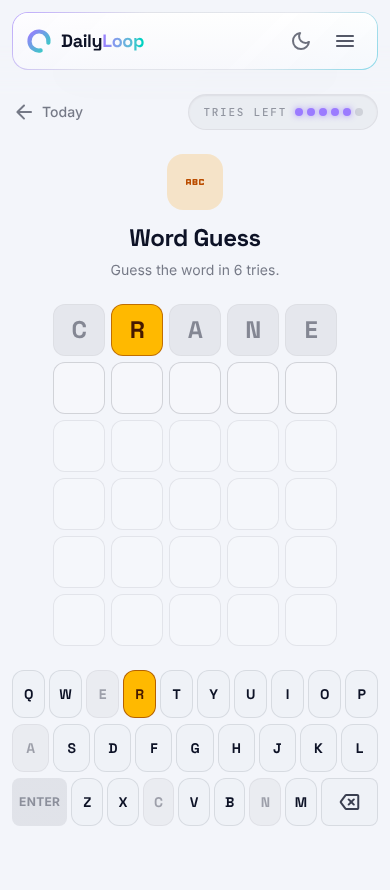 DailyLoop
Today
TRIES LEFT
ABC
Word Guess
Guess the word in 6 tries.
C R A N E
Q W E R T Y U I O P
A S D F G H J K L
ENTER Z X C V B N M